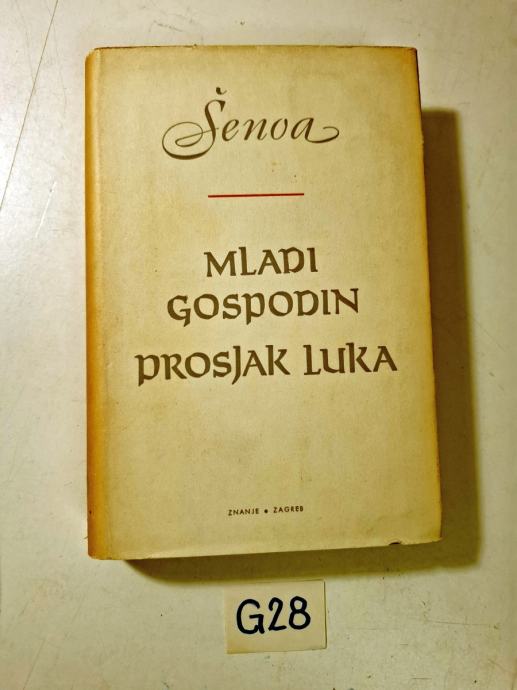 Šenoa
MLADI
GOSPODIN
PROSJAK LUKA
ZNANJE • ZAGREB
G28